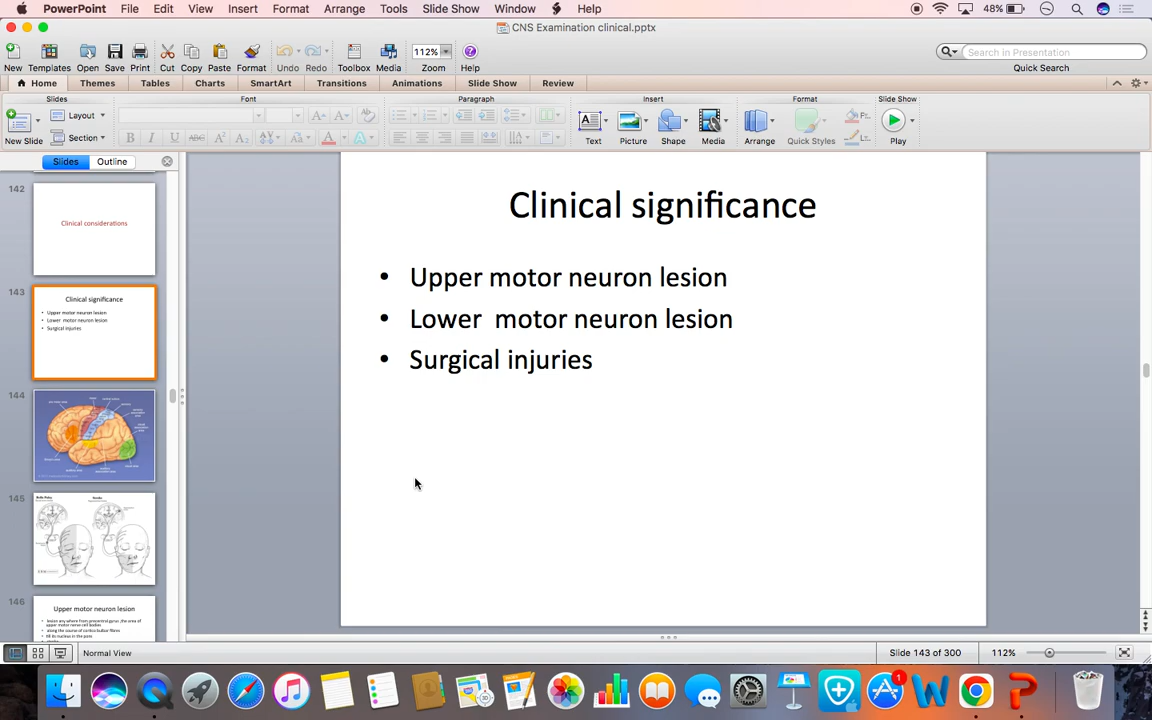 PowerPoint File Edit View Insert Format Arrange Tools Slide Show Window Help 48%
CNS Examination clinical.pptx
112%
Search in Presentation
New Templates Open Save Print Cut Copy Paste Format Undo Redo Toolbox Media Zoom Help Quick Search
Home Themes Tables Charts SmartArt Transitions Animations Slide Show Review
Slides Font Paragraph Insert Format Slide Show
Layout
Section
New Slide
B I U ABC A² A₂ Aa A A
Text Picture Shape Media Arrange Quick Styles Play
Slides Outline
142
Clinical considerations
143
Clinical significance
• Upper motor neuron lesion
• Lower motor neuron lesion
• Surgical injuries
144
145
146
Upper motor neuron lesion
Clinical significance
• Upper motor neuron lesion
• Lower motor neuron lesion
• Surgical injuries
Normal View Slide 143 of 300 112%
1